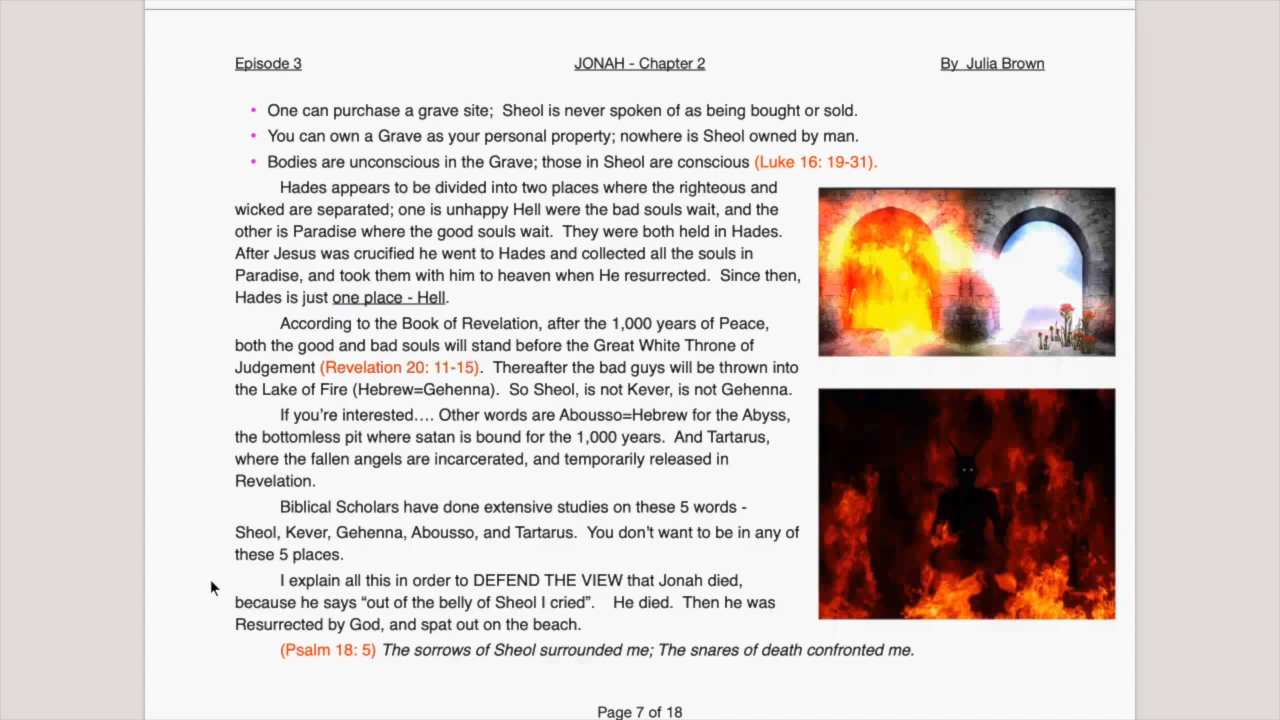 Episode 3 JONAH - Chapter 2 By Julia Brown
• One can purchase a grave site; Sheol is never spoken of as being bought or sold.
• You can own a Grave as your personal property; nowhere is Sheol owned by man.
• Bodies are unconscious in the Grave; those in Sheol are conscious (Luke 16: 19-31).
Hades appears to be divided into two places where the righteous and
wicked are separated; one is unhappy Hell were the bad souls wait, and the
other is Paradise where the good souls wait. They were both held in Hades.
After Jesus was crucified he went to Hades and collected all the souls in
Paradise, and took them with him to heaven when He resurrected. Since then,
Hades is just one place - Hell.
According to the Book of Revelation, after the 1,000 years of Peace,
both the good and bad souls will stand before the Great White Throne of
Judgement (Revelation 20: 11-15). Thereafter the bad guys will be thrown into
the Lake of Fire (Hebrew=Gehenna). So Sheol, is not Kever, is not Gehenna.
If you’re interested…. Other words are Abousso=Hebrew for the Abyss,
the bottomless pit where satan is bound for the 1,000 years. And Tartarus,
where the fallen angels are incarcerated, and temporarily released in
Revelation.
Biblical Scholars have done extensive studies on these 5 words -
Sheol, Kever, Gehenna, Abousso, and Tartarus. You don’t want to be in any of
these 5 places.
I explain all this in order to DEFEND THE VIEW that Jonah died,
because he says “out of the belly of Sheol I cried”. He died. Then he was
Resurrected by God, and spat out on the beach.
(Psalm 18: 5) The sorrows of Sheol surrounded me; The snares of death confronted me.
Page 7 of 18